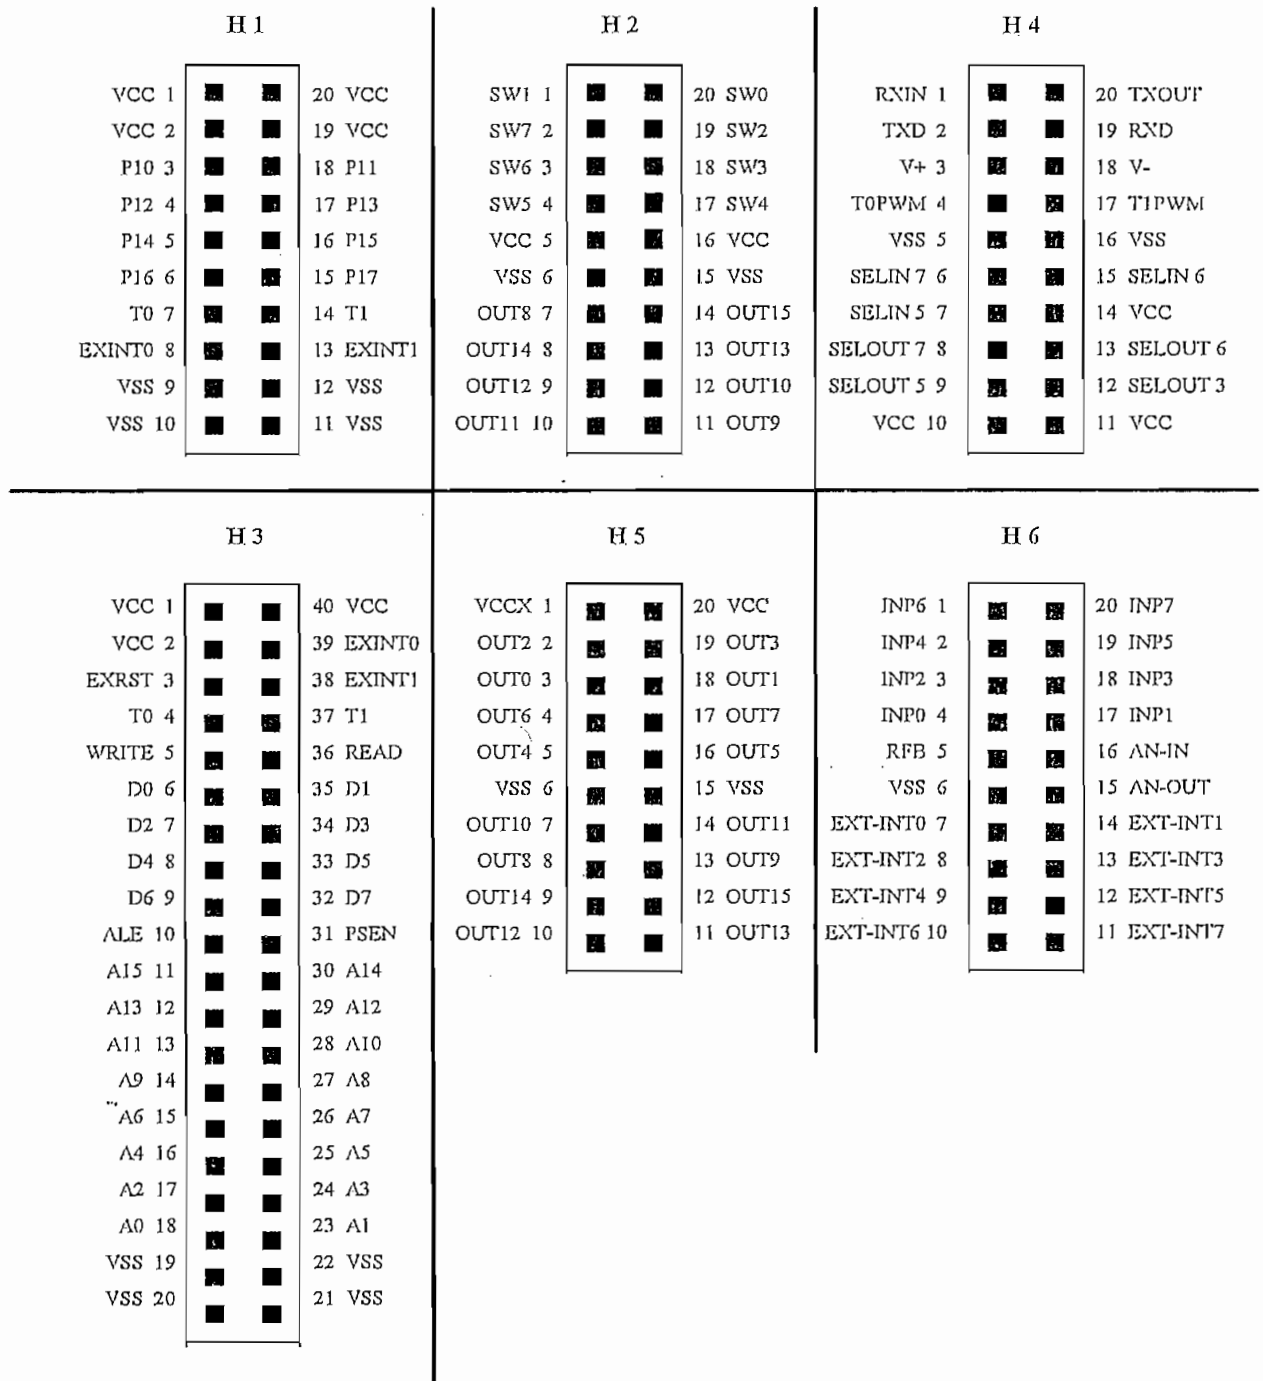 H 1
VCC 1 20 VCC
VCC 2 19 VCC
P10 3 18 P11
P12 4 17 P13
P14 5 16 P15
P16 6 15 P17
T0 7 14 T1
EXINT0 8 13 EXINT1
VSS 9 12 VSS
VSS 10 11 VSS
H 2
SW1 1 20 SW0
SW7 2 19 SW2
SW6 3 18 SW3
SW5 4 17 SW4
VCC 5 16 VCC
VSS 6 15 VSS
OUT8 7 14 OUT15
OUT14 8 13 OUT13
OUT12 9 12 OUT10
OUT11 10 11 OUT9
H 4
RXIN 1 20 TXOUT
TXD 2 19 RXD
V+ 3 18 V-
T0PWM 4 17 T1PWM
VSS 5 16 VSS
SELIN 7 6 15 SELIN 6
SELIN 5 7 14 VCC
SELOUT 7 8 13 SELOUT 6
SELOUT 5 9 12 SELOUT 3
VCC 10 11 VCC
H 3
VCC 1 40 VCC
VCC 2 39 EXINT0
EXRST 3 38 EXINT1
T0 4 37 T1
WRITE 5 36 READ
D0 6 35 D1
D2 7 34 D3
D4 8 33 D5
D6 9 32 D7
ALE 10 31 PSEN
A15 11 30 A14
A13 12 29 A12
A11 13 28 A10
A9 14 27 A8
A6 15 26 A7
A4 16 25 A5
A2 17 24 A3
A0 18 23 A1
VSS 19 22 VSS
VSS 20 21 VSS
H 5
VCCX 1 20 VCC
OUT2 2 19 OUT3
OUT0 3 18 OUT1
OUT6 4 17 OUT7
OUT4 5 16 OUT5
VSS 6 15 VSS
OUT10 7 14 OUT11
OUT8 8 13 OUT9
OUT14 9 12 OUT15
OUT12 10 11 OUT13
H 6
INP6 1 20 INP7
INP4 2 19 INP5
INP2 3 18 INP3
INP0 4 17 INP1
RFB 5 16 AN-IN
VSS 6 15 AN-OUT
EXT-INT0 7 14 EXT-INT1
EXT-INT2 8 13 EXT-INT3
EXT-INT4 9 12 EXT-INT5
EXT-INT6 10 11 EXT-INT7